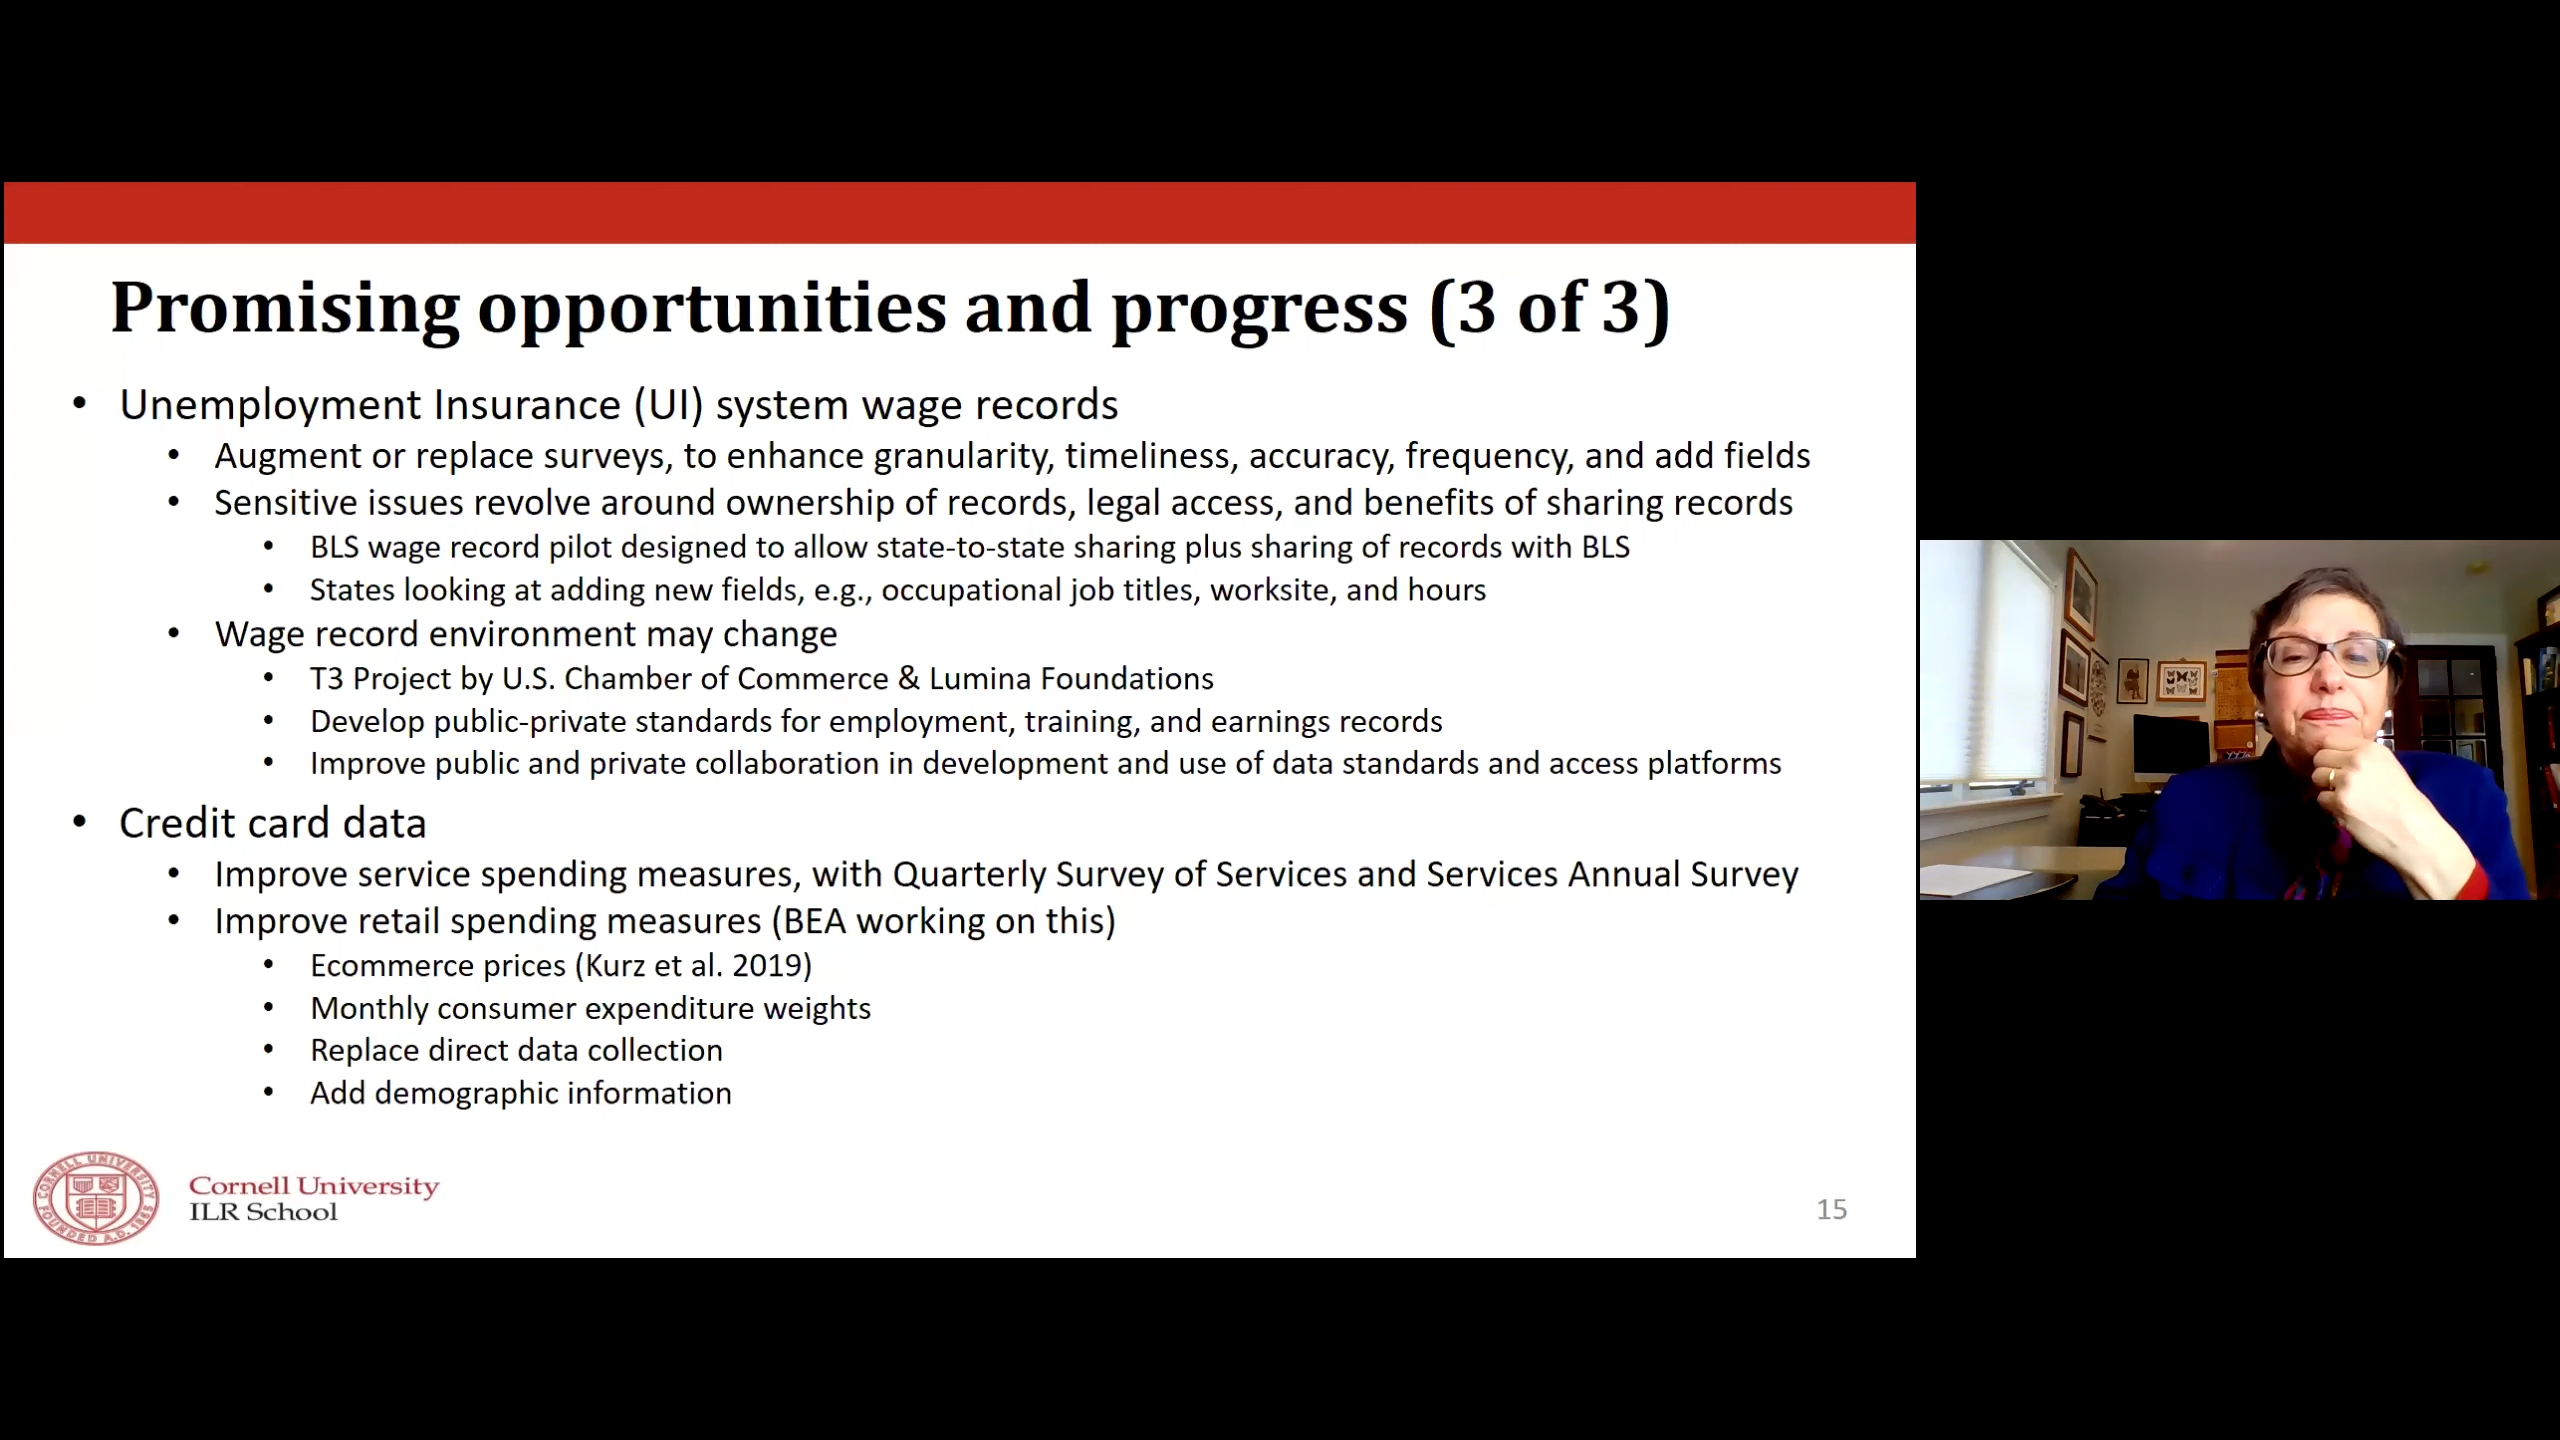 Promising opportunities and progress (3 of 3)
• Unemployment Insurance (UI) system wage records
• Augment or replace surveys, to enhance granularity, timeliness, accuracy, frequency, and add fields
• Sensitive issues revolve around ownership of records, legal access, and benefits of sharing records
• BLS wage record pilot designed to allow state-to-state sharing plus sharing of records with BLS
• States looking at adding new fields, e.g., occupational job titles, worksite, and hours
• Wage record environment may change
• T3 Project by U.S. Chamber of Commerce & Lumina Foundations
• Develop public-private standards for employment, training, and earnings records
• Improve public and private collaboration in development and use of data standards and access platforms
• Credit card data
• Improve service spending measures, with Quarterly Survey of Services and Services Annual Survey
• Improve retail spending measures (BEA working on this)
• Ecommerce prices (Kurz et al. 2019)
• Monthly consumer expenditure weights
• Replace direct data collection
• Add demographic information
CORNELL UNIVERSITY
FOUNDED A.D. 1865
Cornell University
ILR School
15